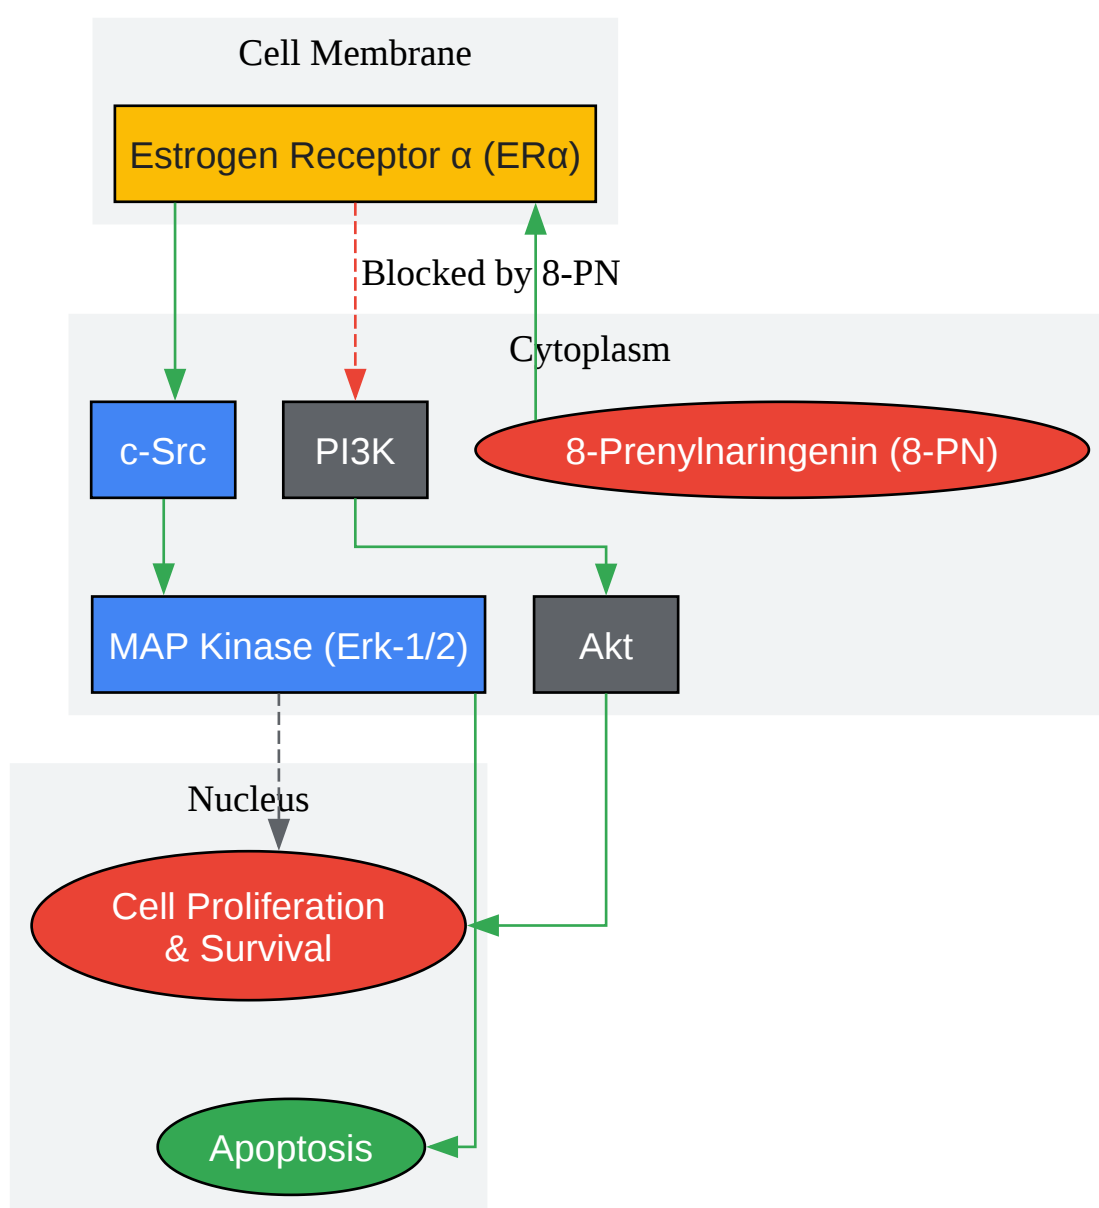 Cell Membrane
Estrogen Receptor α (ERα)
Blocked by 8-PN
Cytoplasm
c-Src
PI3K
8-Prenylnaringenin (8-PN)
MAP Kinase (Erk-1/2)
Akt
Nucleus
Cell Proliferation
& Survival
Apoptosis